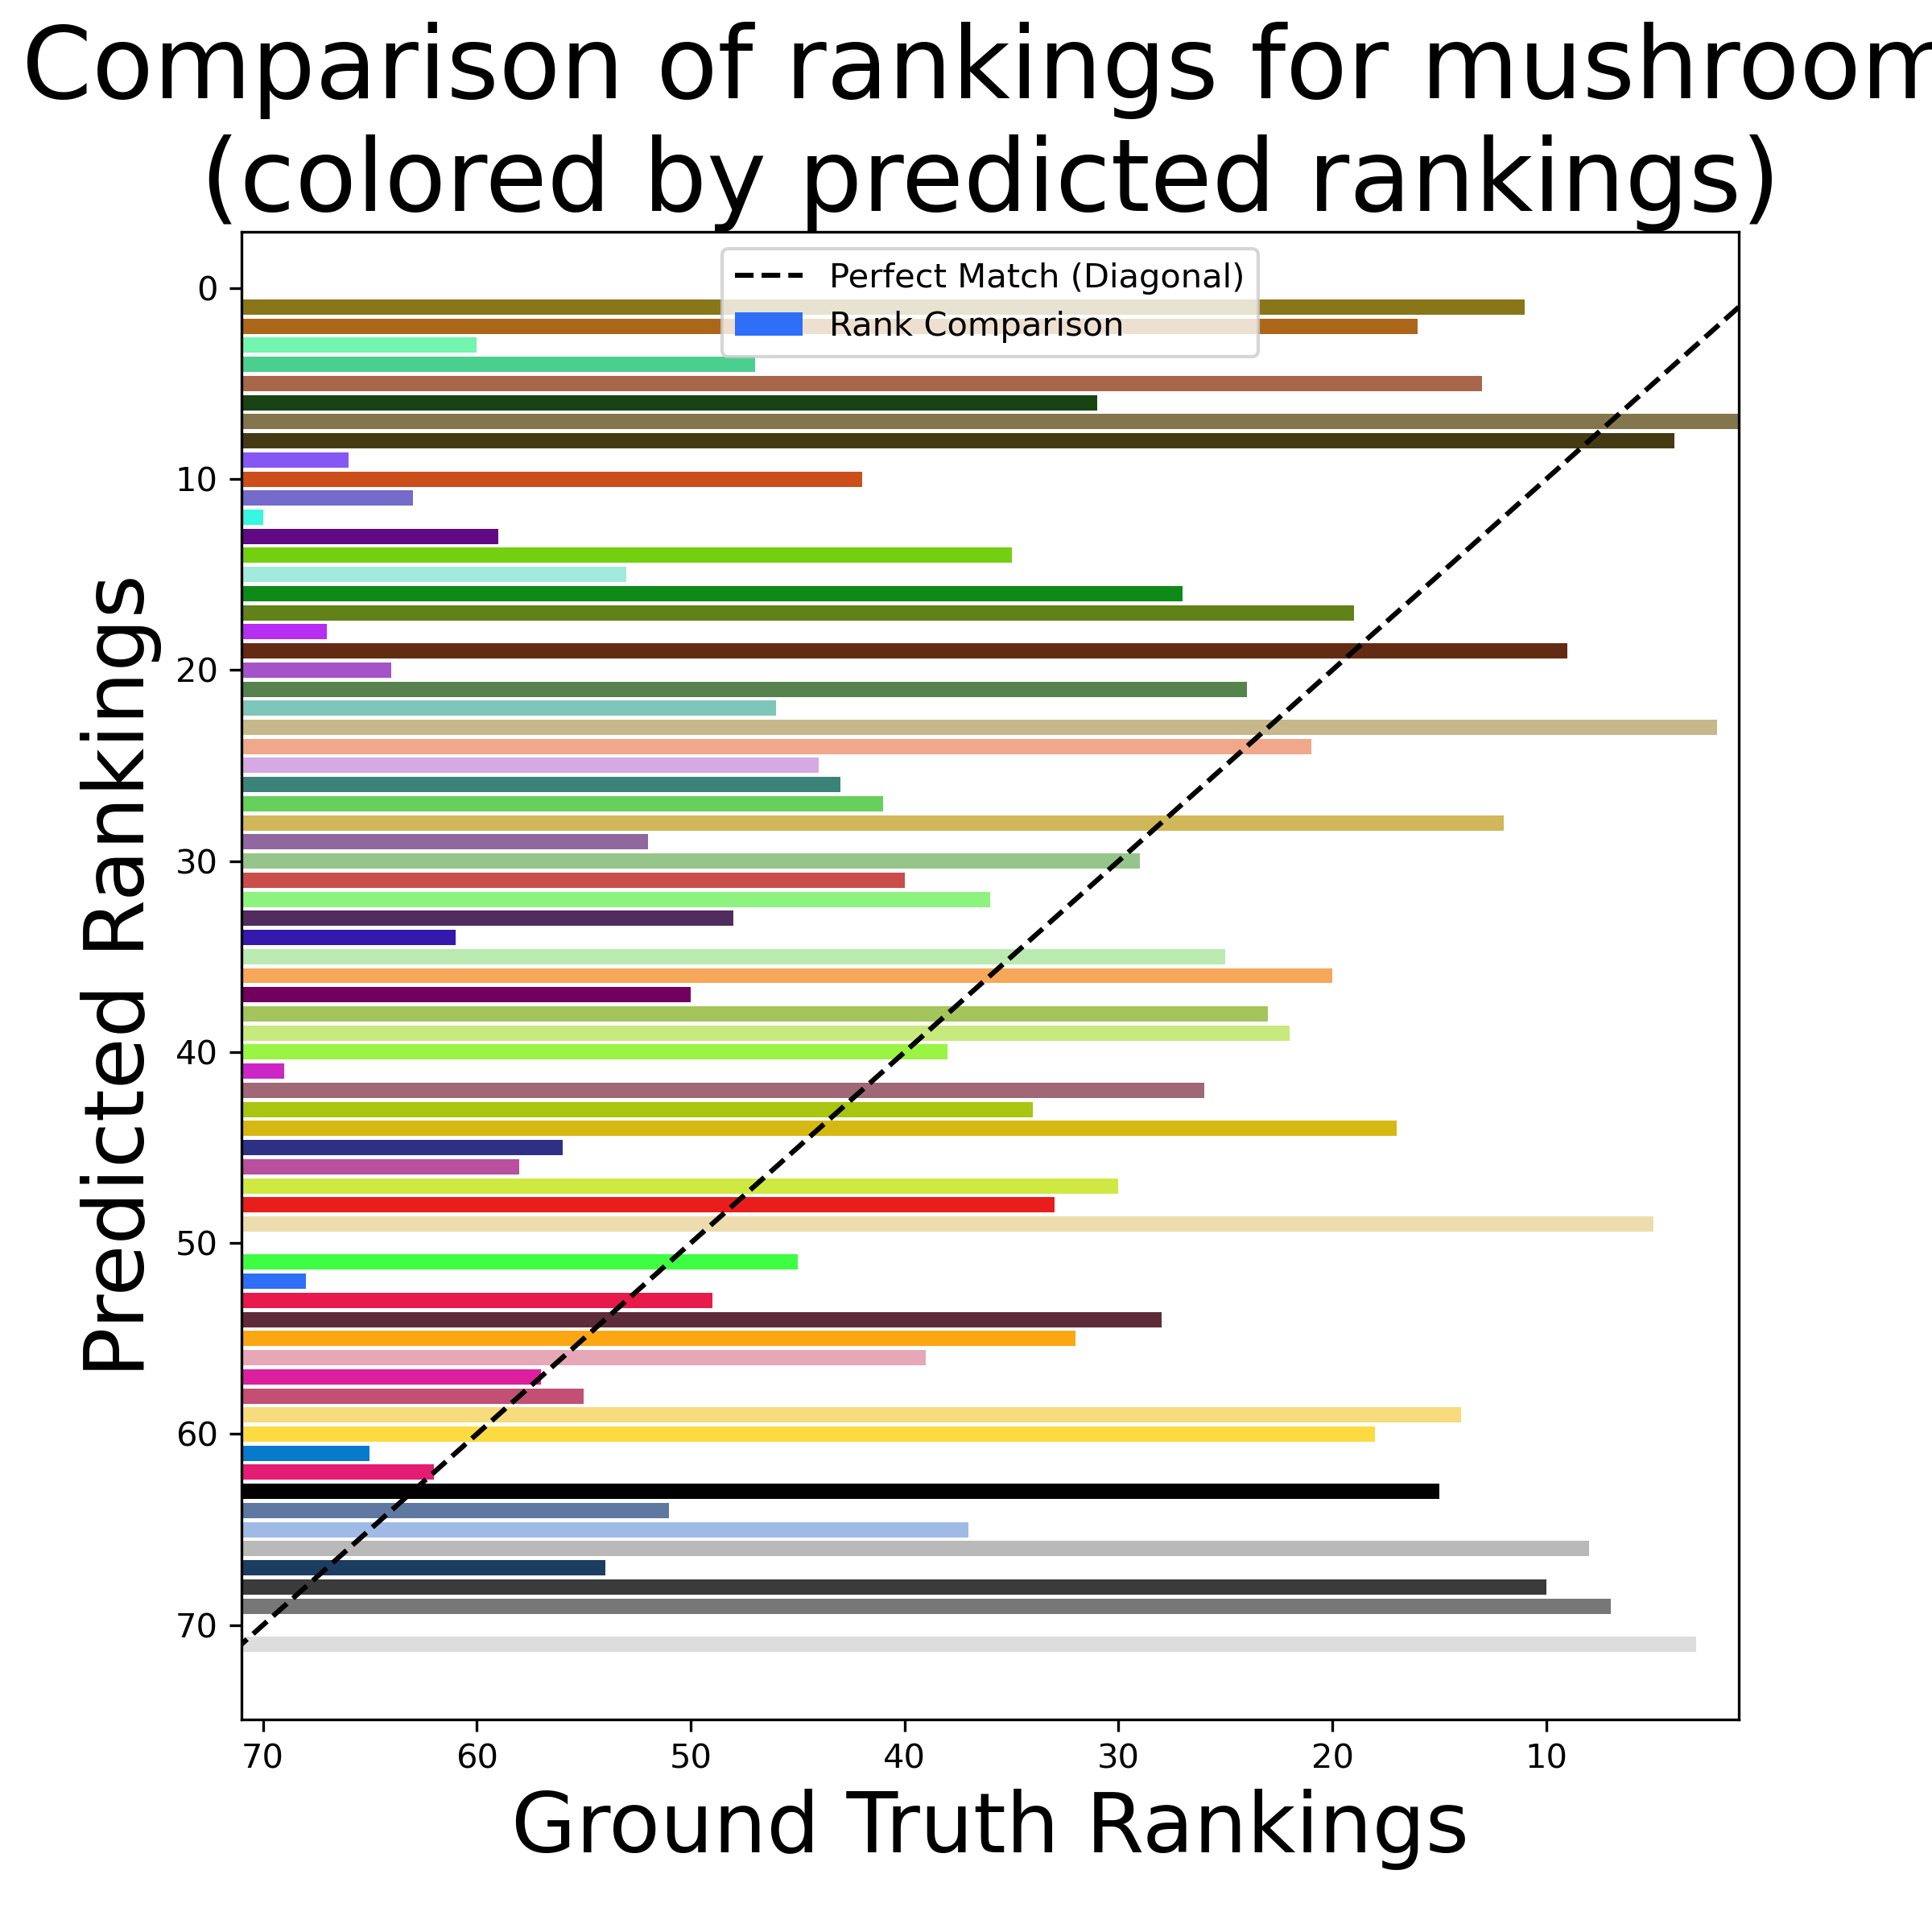 Comparison of rankings for mushroom
(colored by predicted rankings)
Perfect Match (Diagonal)
Rank Comparison
Predicted Rankings
0
10
20
30
40
50
60
70
70 60 50 40 30 20 10
Ground Truth Rankings